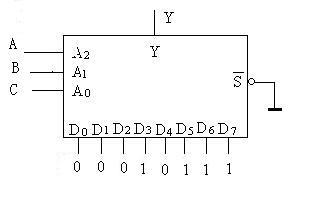 Y
A A₂ Y
B A₁ S̅
C A₀
D₀ D₁ D₂ D₃ D₄ D₅ D₆ D₇
0 0 0 1 0 1 1 1